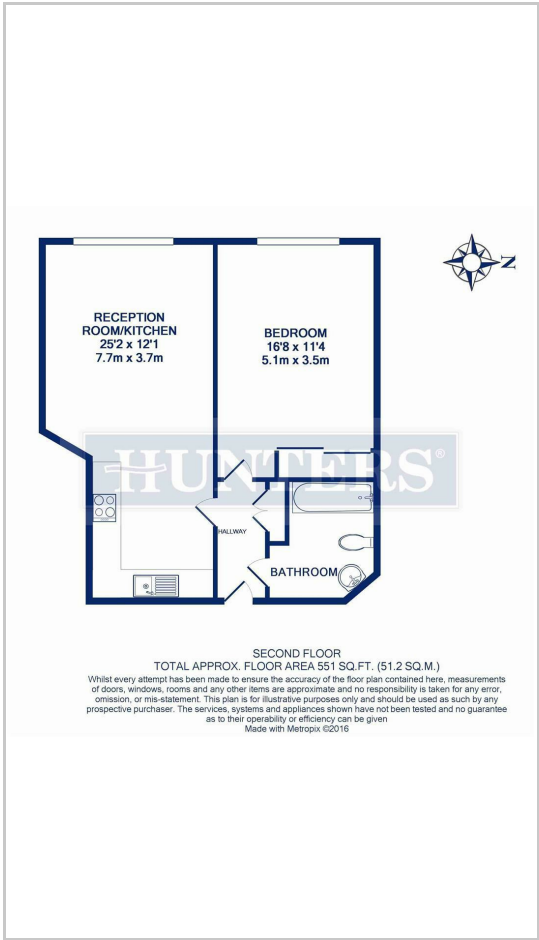 N
RECEPTION
ROOM/KITCHEN
25'2 x 12'1
7.7m x 3.7m
BEDROOM
16'8 x 11'4
5.1m x 3.5m
HUNTERS®
HALLWAY
BATHROOM
SECOND FLOOR
TOTAL APPROX. FLOOR AREA 551 SQ.FT. (51.2 SQ.M.)
Whilst every attempt has been made to ensure the accuracy of the floor plan contained here, measurements
of doors, windows, rooms and any other items are approximate and no responsibility is taken for any error,
omission, or mis-statement. This plan is for illustrative purposes only and should be used as such by any
prospective purchaser. The services, systems and appliances shown have not been tested and no guarantee
as to their operability or efficiency can be given
Made with Metropix ©2016